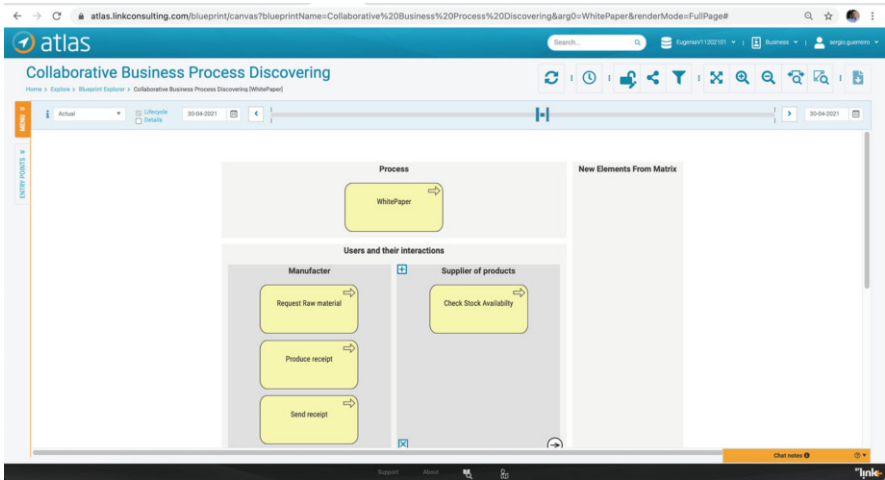 atlas.linkconsulting.com/blueprint/canvas?blueprintName=Collaborative%20Business%20Process%20Discovering&arg0=WhitePaper&renderMode=FullPage#
atlas
Search...
Business
sergio.guerreiro
Collaborative Business Process Discovering
Home > Explore > Blueprint Explorer > Collaborative Business Process Discovering [WhitePaper]
MENU
Actual
Lifecycle
Details
30-04-2021
30-04-2021
ENTRY POINTS
Process
New Elements From Matrix
WhitePaper
Users and their interactions
Manufacter
Supplier of products
Request Raw material
Check Stock Availabilty
Produce receipt
Send receipt
Chat notes
Support
About
link